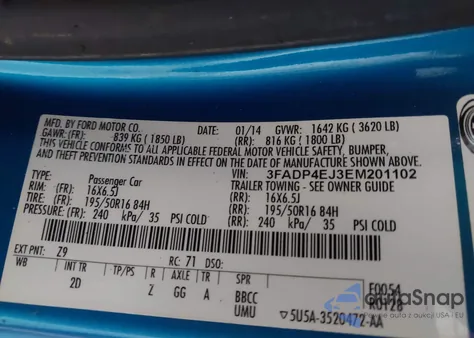 MFD. BY FORD MOTOR CO.
DATE: 01/14 GVWR: 1642 KG ( 3620 LB)
GAWR: (FR): 839 KG ( 1850 LB) (RR): 816 KG ( 1800 LB)
THIS VEHICLE CONFORMS TO ALL APPLICABLE FEDERAL MOTOR VEHICLE SAFETY, BUMPER,
AND THEFT PREVENTION STANDARDS IN EFFECT ON THE DATE OF MANUFACTURE SHOWN ABOVE.
VIN: 3FADP4EJ3EM201102
TYPE: Passenger Car TRAILER TOWING - SEE OWNER GUIDE
RIM: (FR) 16X6.5J (RR) 16X6.5J
TIRE: (FR) 195/50R16 84H (RR) 195/50R16 84H
PRESSURE: (FR) 240 kPa/ 35 PSI COLD (RR) 240 kPa/ 35 PSI COLD
EXT PNT: Z9 RC: 71 DSO:
WB INT TR TP/PS R AXLE TR SPR
2D Z GG A BBCC
UMU
F0054
R0128
▽5U5A-3520472-AA
autoSnap